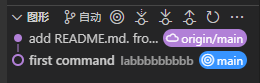 图形 自动
add README.md. fro... origin/main
first command labbbbbbbbb main